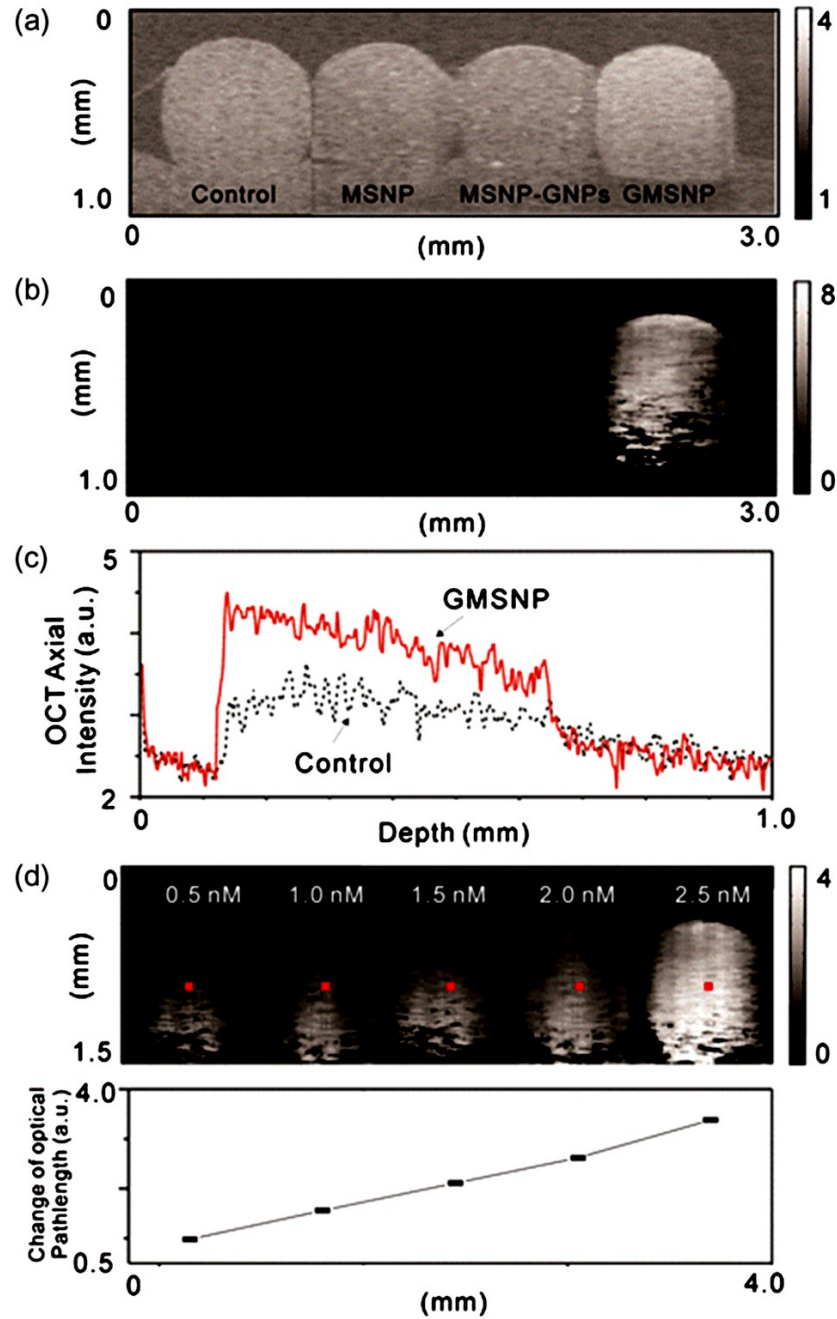 (a)
0
4
(mm)
Control MSNP MSNP-GNPs GMSNP
1.0
1
0
3.0
(mm)
(b)
0
8
(mm)
1.0
0
0
3.0
(mm)
(c)
5
GMSNP
OCT Axial
Intensity (a.u.)
Control
2
0
1.0
Depth (mm)
(d)
0
4
0.5 nM 1.0 nM 1.5 nM 2.0 nM 2.5 nM
(mm)
1.5
0
4.0
Change of optical
Pathlength (a.u.)
0.5
0
4.0
(mm)